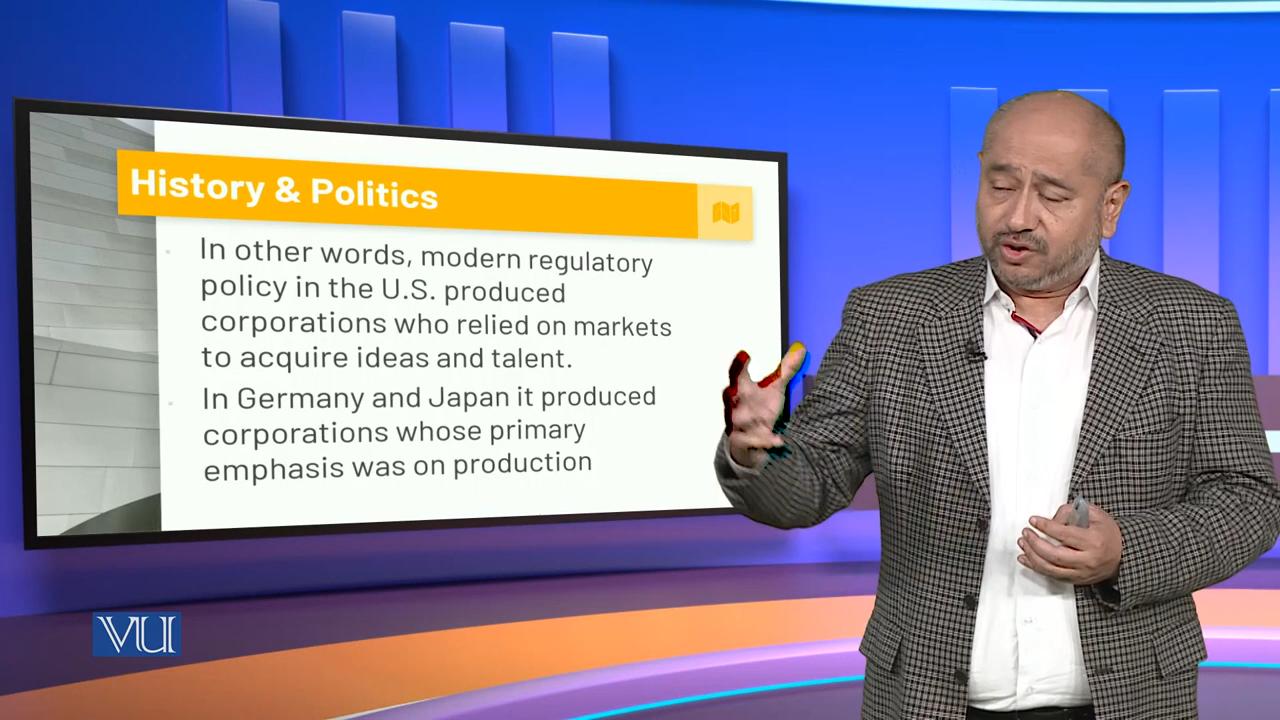 History & Politics
In other words, modern regulatory
policy in the U.S. produced
corporations who relied on markets
to acquire ideas and talent.
In Germany and Japan it produced
corporations whose primary
emphasis was on production
VU